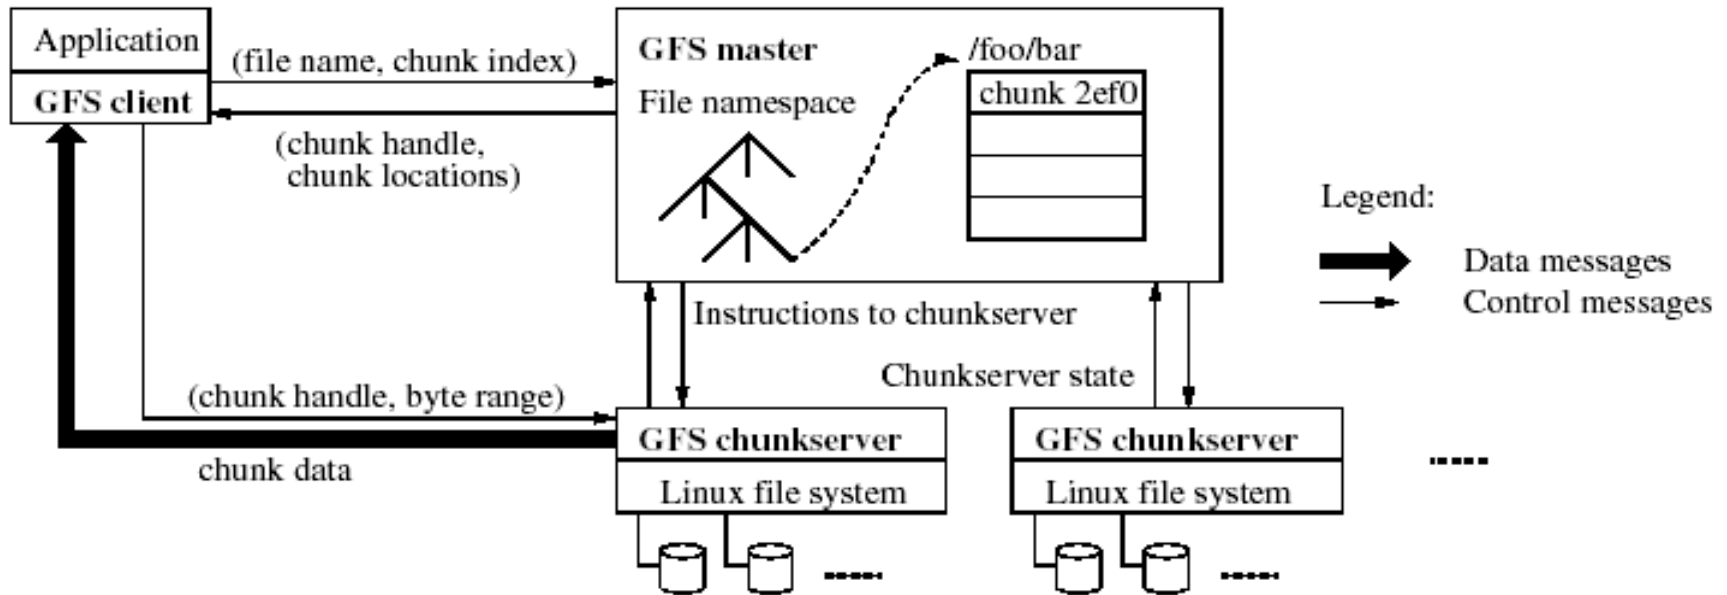 Application
GFS client
(file name, chunk index)
(chunk handle,
chunk locations)
GFS master
File namespace
/foo/bar
chunk 2ef0
Legend:
Data messages
Control messages
Instructions to chunkserver
Chunkserver state
(chunk handle, byte range)
chunk data
GFS chunkserver
Linux file system
GFS chunkserver
Linux file system